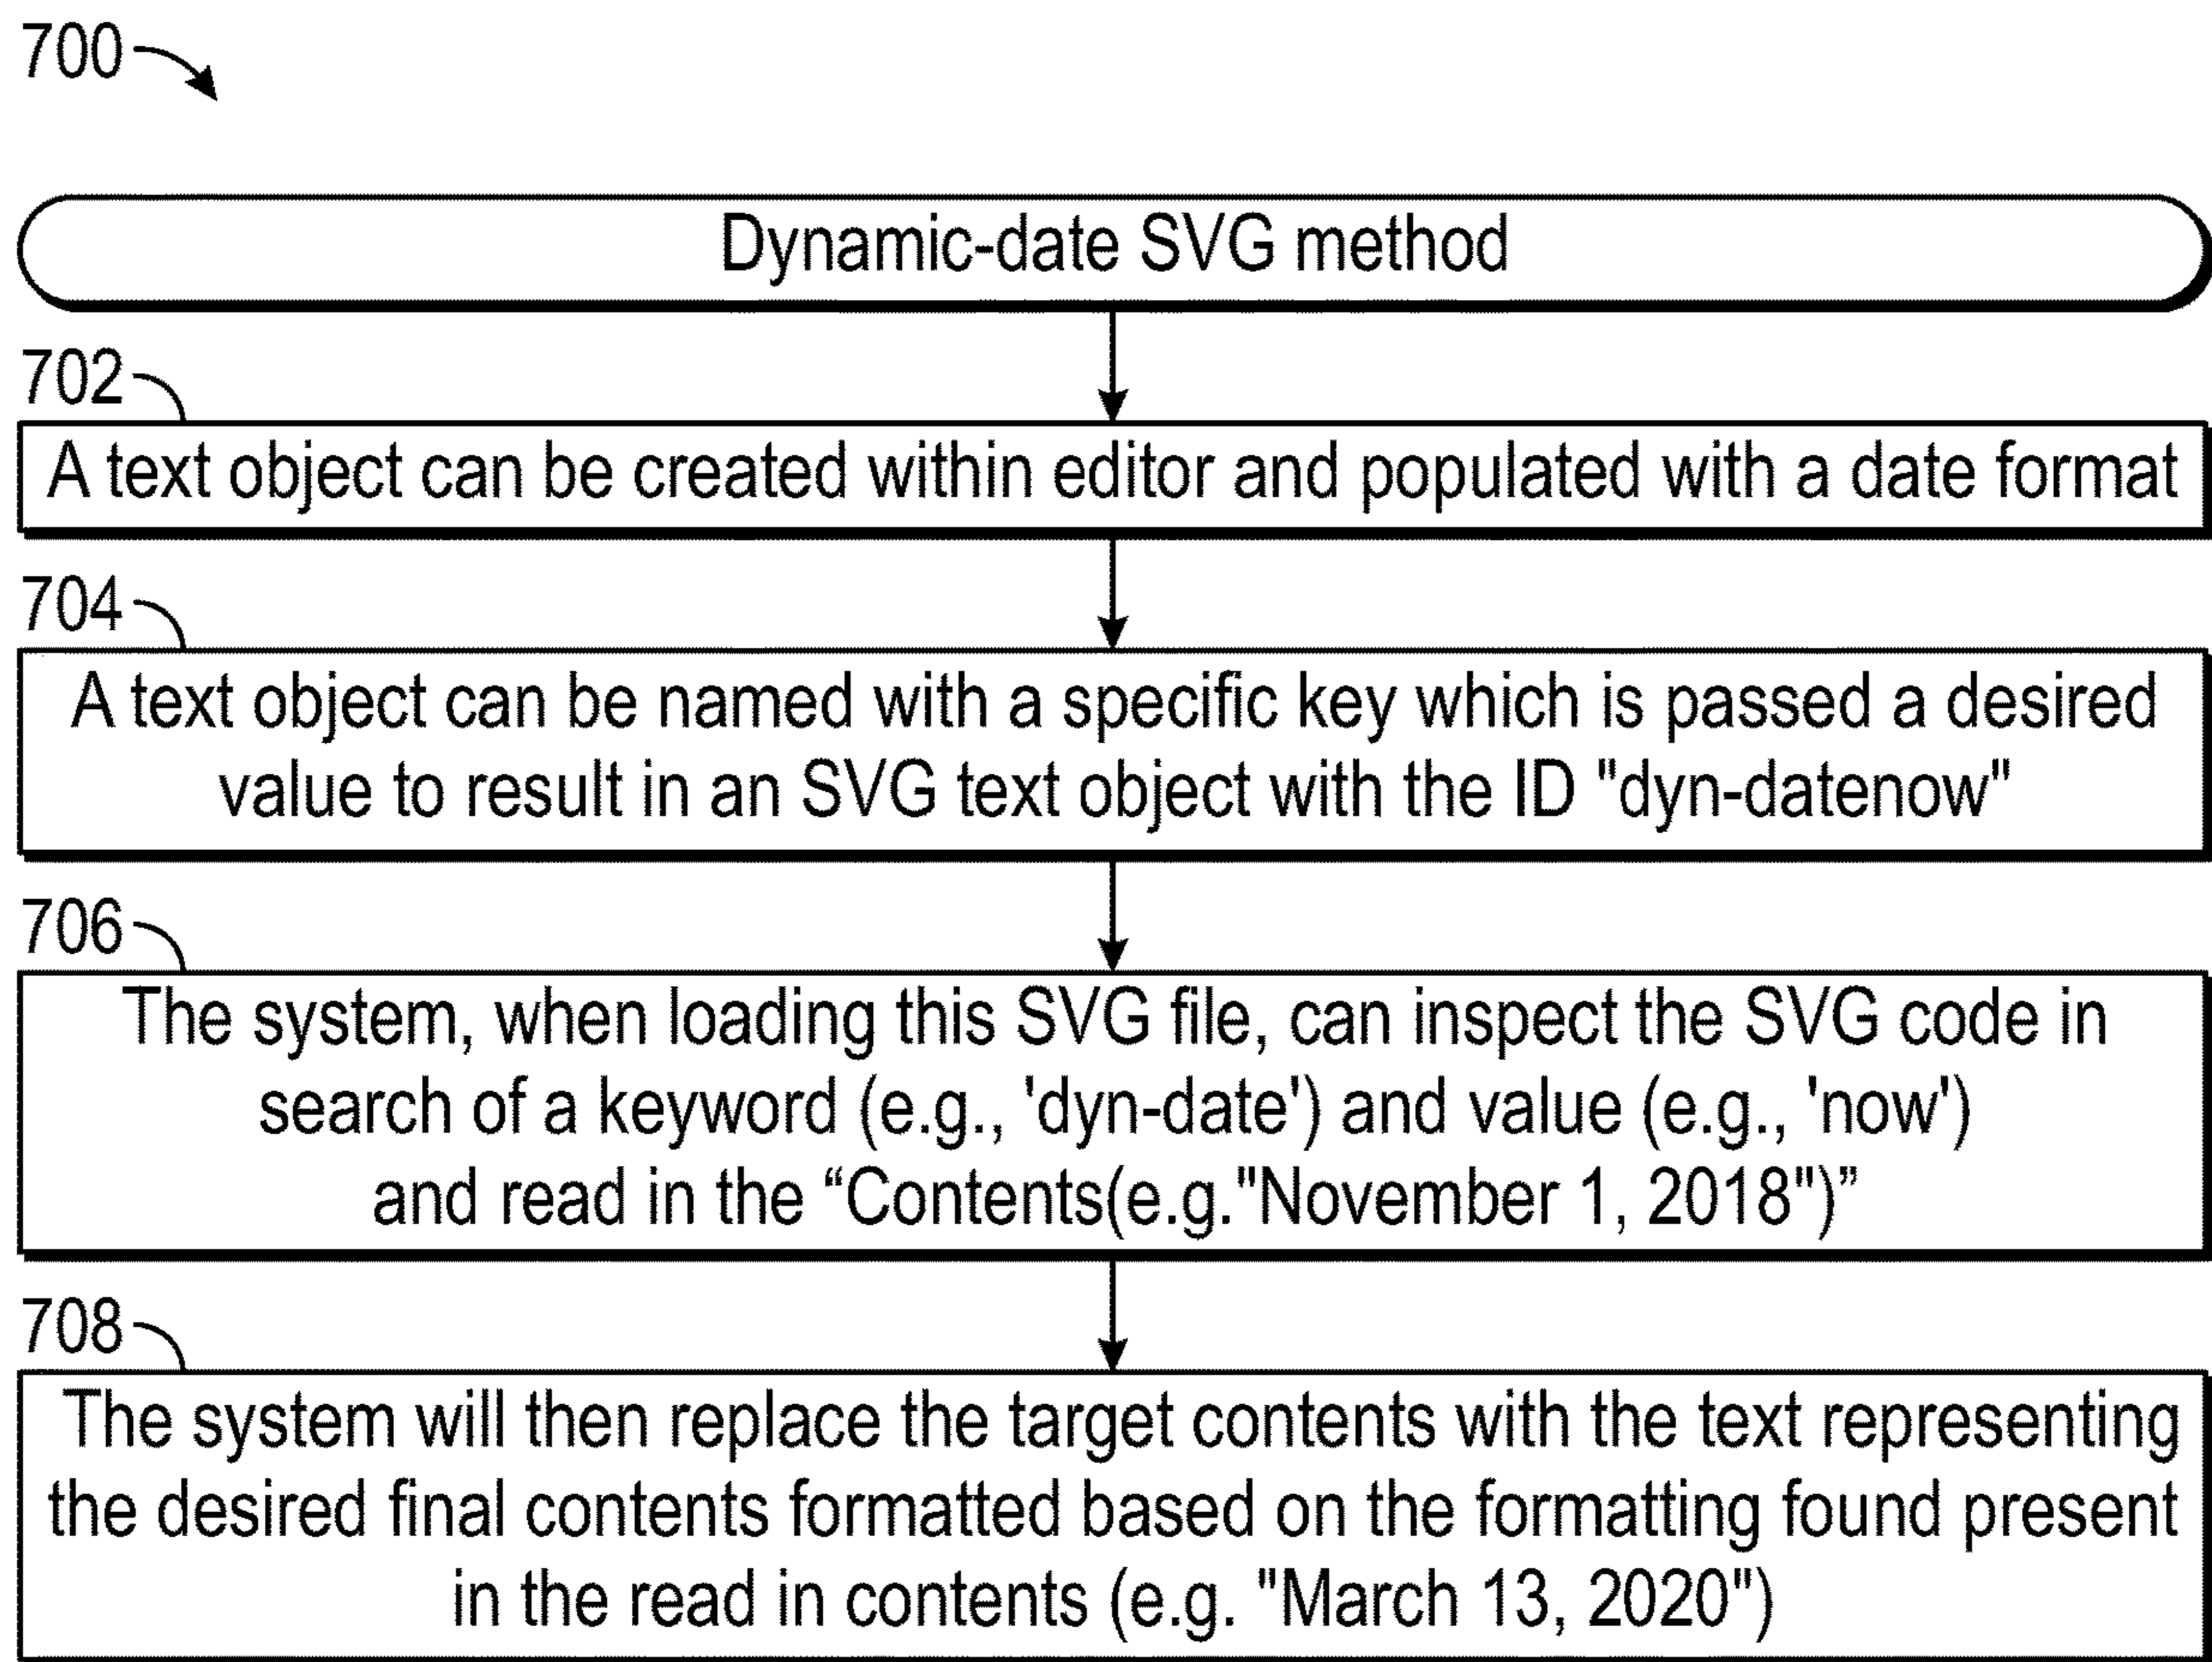 700
Dynamic-date SVG method
702
A text object can be created within editor and populated with a date format
704
A text object can be named with a specific key which is passed a desired
value to result in an SVG text object with the ID "dyn-datenow"
706
The system, when loading this SVG file, can inspect the SVG code in
search of a keyword (e.g., 'dyn-date') and value (e.g., 'now')
and read in the “Contents(e.g."November 1, 2018")”
708
The system will then replace the target contents with the text representing
the desired final contents formatted based on the formatting found present
in the read in contents (e.g. "March 13, 2020")